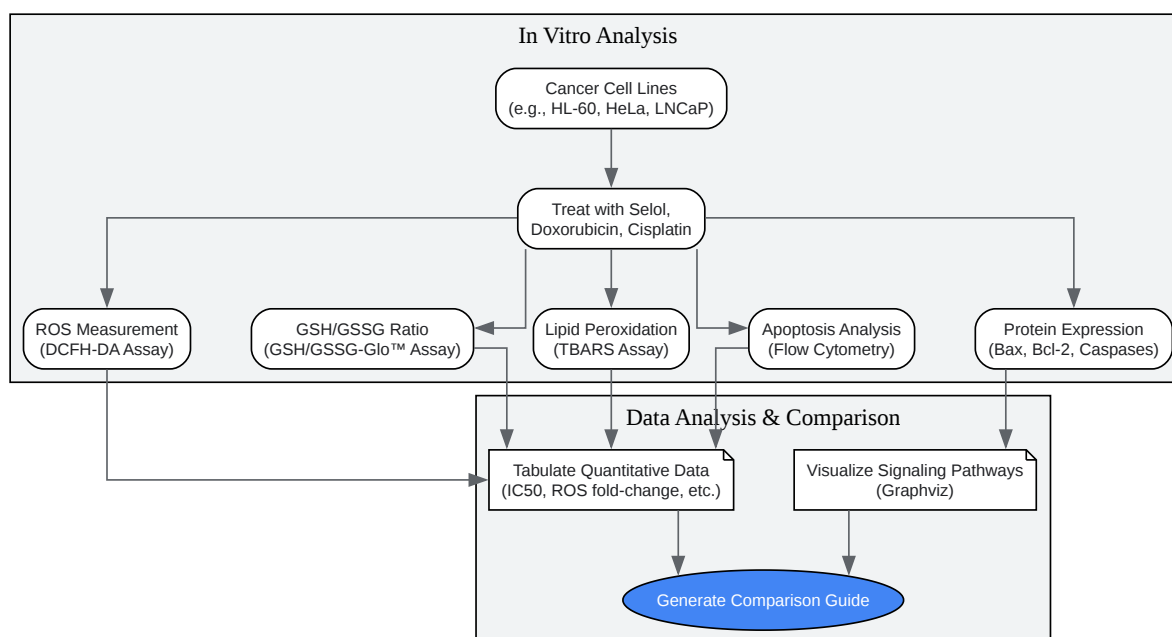 In Vitro Analysis
Cancer Cell Lines
(e.g., HL-60, HeLa, LNCaP)
Treat with Selol,
Doxorubicin, Cisplatin
ROS Measurement
(DCFH-DA Assay)
GSH/GSSG Ratio
(GSH/GSSG-Glo™ Assay)
Lipid Peroxidation
(TBARS Assay)
Apoptosis Analysis
(Flow Cytometry)
Protein Expression
(Bax, Bcl-2, Caspases)
Data Analysis & Comparison
Tabulate Quantitative Data
(IC50, ROS fold-change, etc.)
Visualize Signaling Pathways
(Graphviz)
Generate Comparison Guide